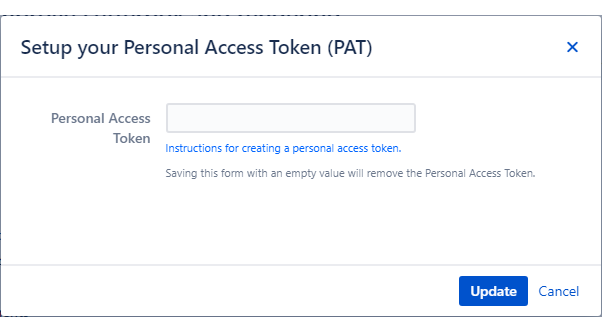 Setup your Personal Access Token (PAT)
Personal Access
Token
Instructions for creating a personal access token.
Saving this form with an empty value will remove the Personal Access Token.
Update Cancel